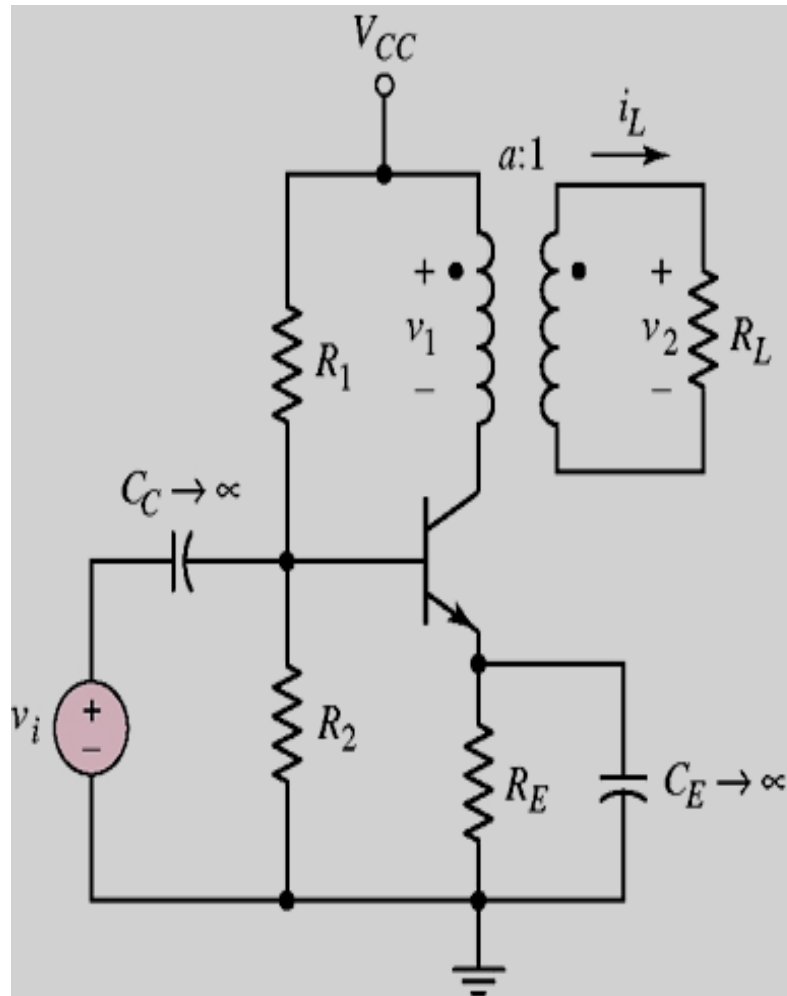 V_CC
i_L
a:1
+
+
v_1
v_2
R_L
R_1
−
−
C_C → ∝
+
v_i
−
R_2
R_E
C_E → ∝